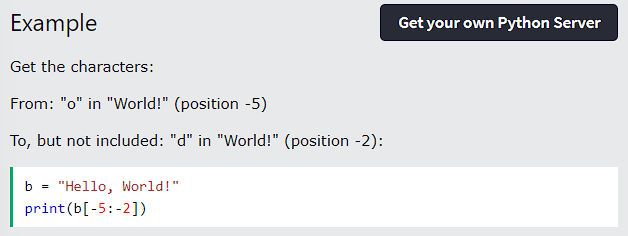 Example
Get your own Python Server
Get the characters:
From: "o" in "World!" (position -5)
To, but not included: "d" in "World!" (position -2):
b = "Hello, World!"
print(b[-5:-2])